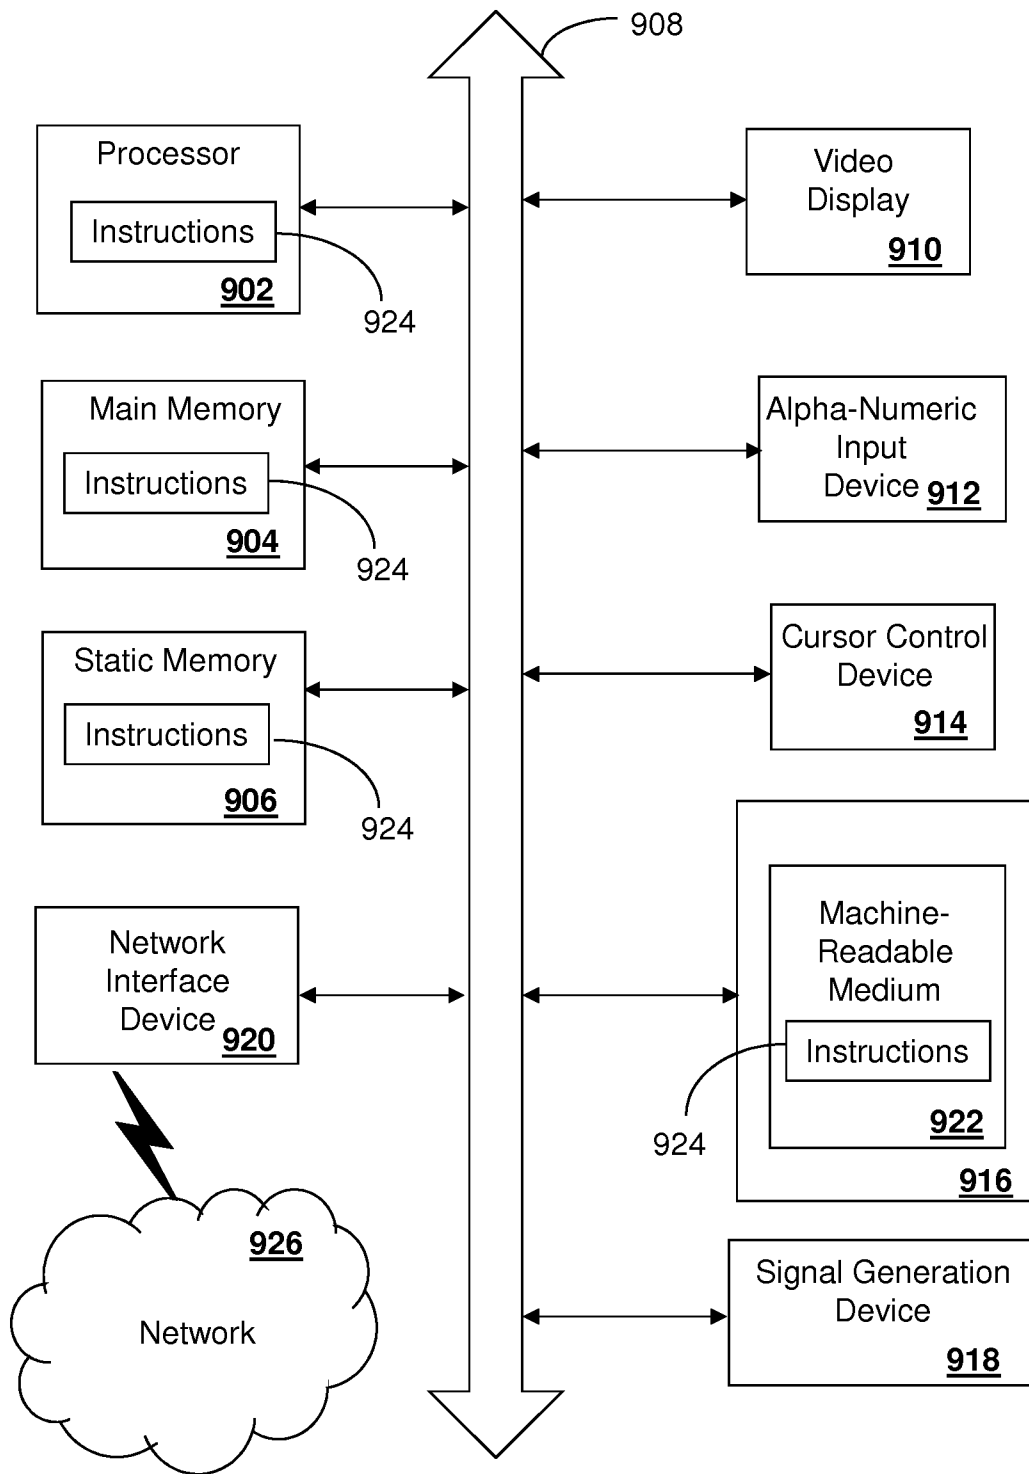 908
Processor
Instructions
902
924
Main Memory
Instructions
904
924
Static Memory
Instructions
906
924
Network
Interface
Device
920
926
Network
Video
Display
910
Alpha-Numeric
Input
Device
912
Cursor Control
Device
914
Machine-
Readable
Medium
Instructions
924
922
916
Signal Generation
Device
918